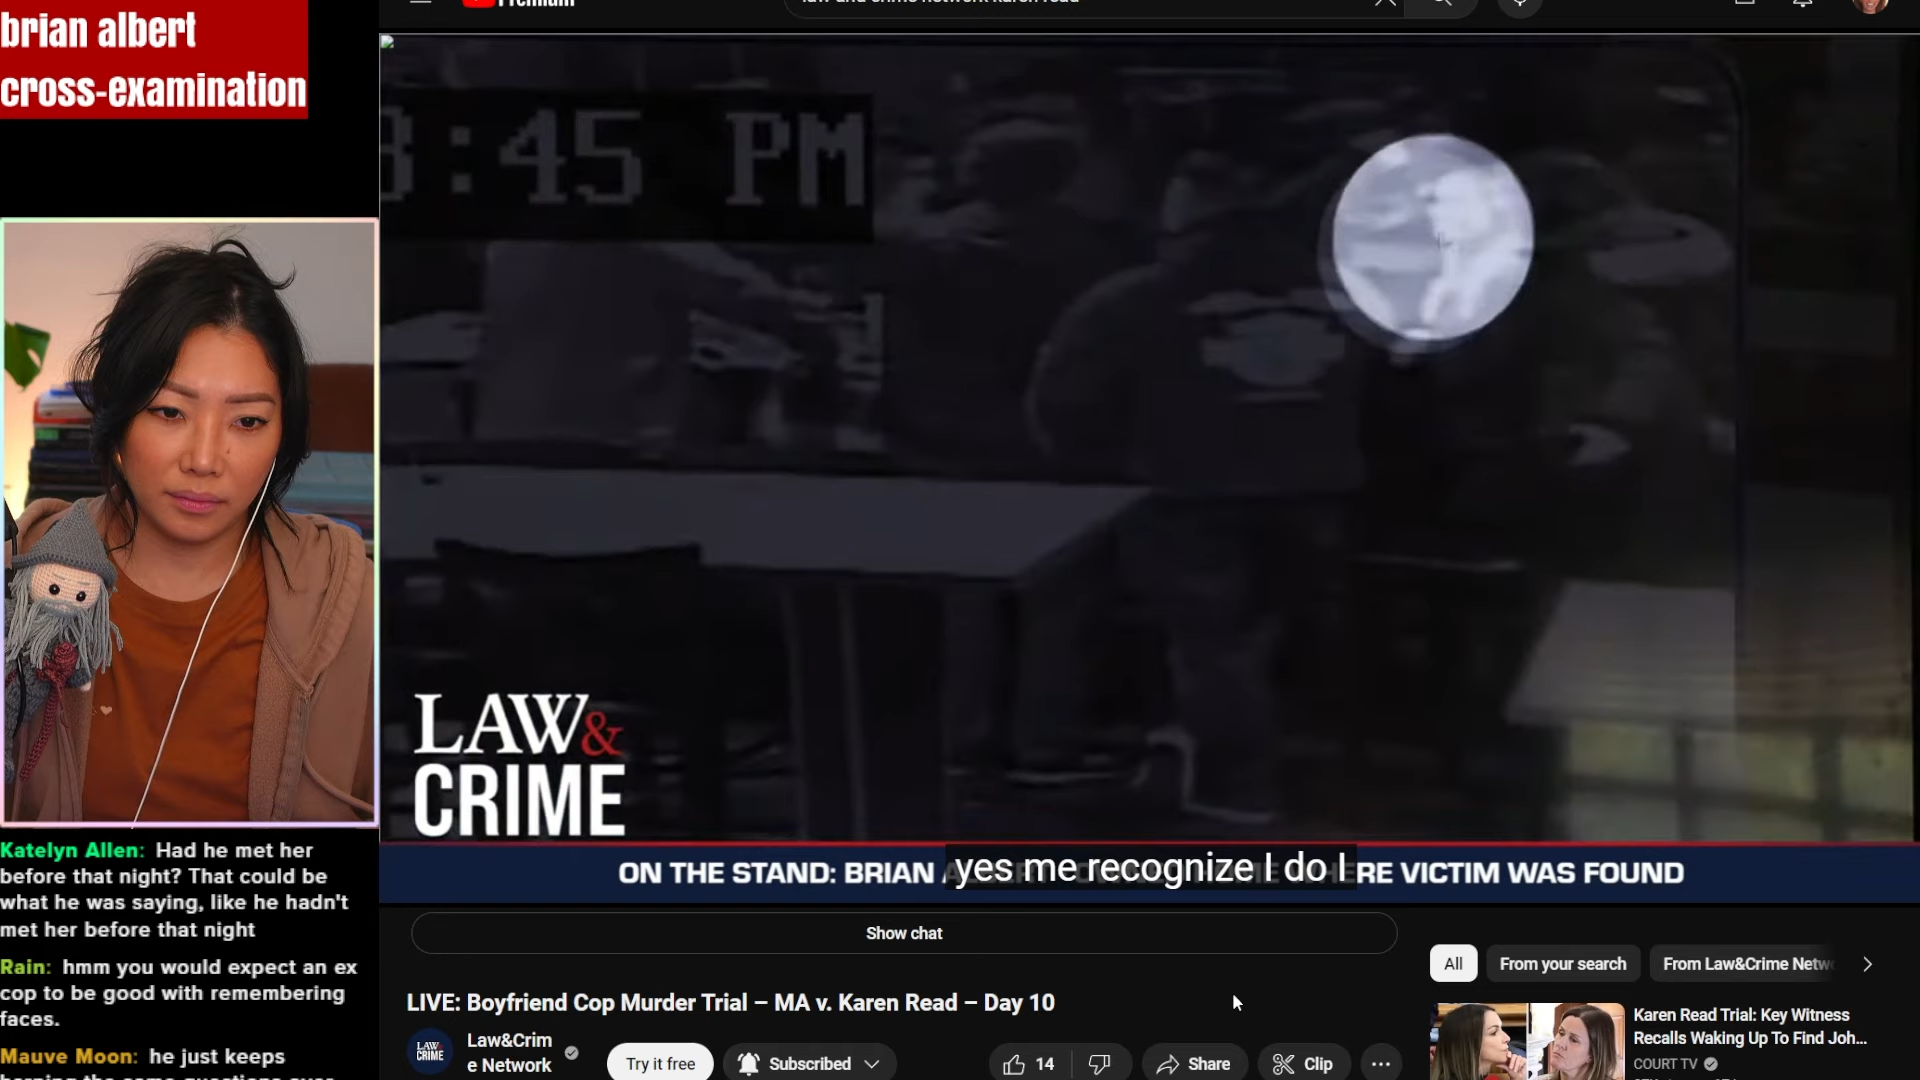 brian albert
cross-examination
Premium
3:45 PM
LAW&
CRIME
ON THE STAND: BRIAN
yes me recognize I do I
RE VICTIM WAS FOUND
Katelyn Allen: Had he met her
before that night? That could be
what he was saying, like he hadn't
met her before that night
Rain: hmm you would expect an ex
cop to be good with remembering
faces.
Mauve Moon: he just keeps
Show chat
All
From your search
From Law&Crime Netw
LIVE: Boyfriend Cop Murder Trial – MA v. Karen Read – Day 10
LAW&
CRIME
Law&Crim
e Network
Try it free
Subscribed
14
Share
Clip
Karen Read Trial: Key Witness
Recalls Waking Up To Find Joh...
COURT TV